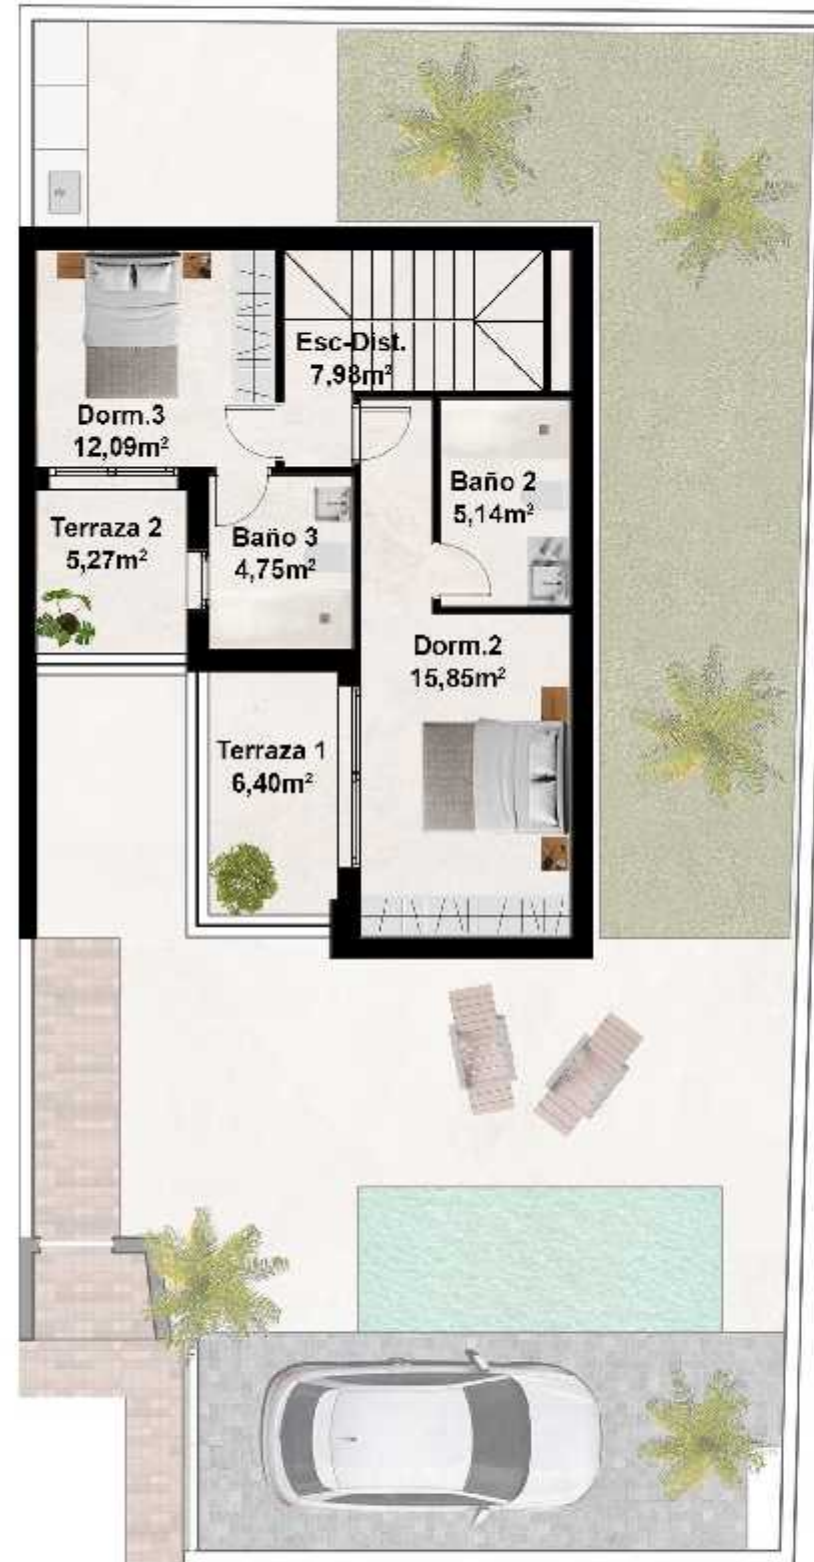 Esc-Dist.
7,98m²
Dorm.3
12,09m²
Baño 2
5,14m²
Terraza 2
5,27m²
Baño 3
4,75m²
Dorm.2
15,85m²
Terraza 1
6,40m²